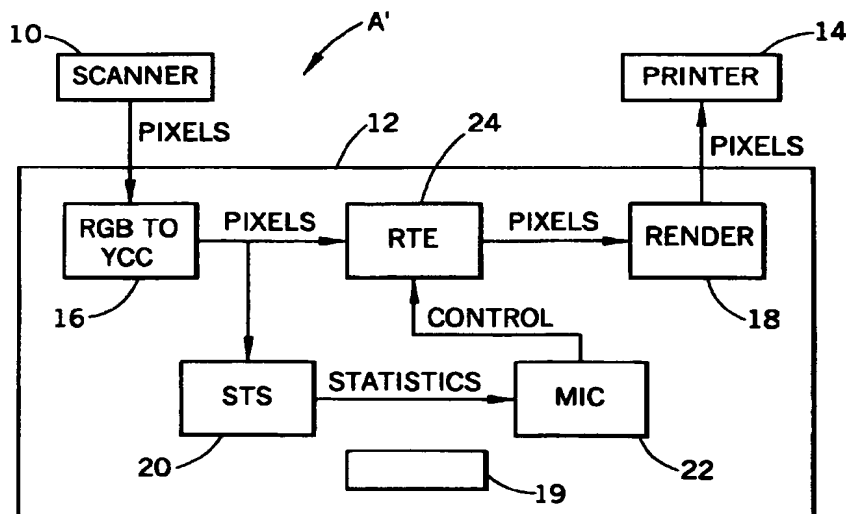 A'
10
14
SCANNER
PRINTER
PIXELS
12
24
PIXELS
RGB TO
YCC
PIXELS
RTE
PIXELS
RENDER
16
18
CONTROL
STS
STATISTICS
MIC
20
22
19